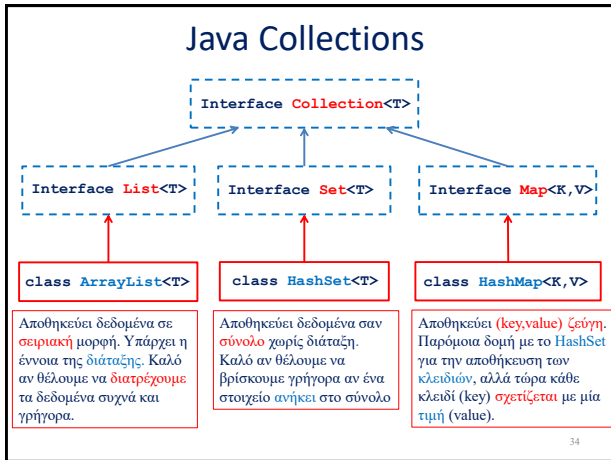 Java Collections
Interface Collection<T>
Interface List<T>
Interface Set<T>
Interface Map<K,V>
class ArrayList<T>
class HashSet<T>
class HashMap<K,V>
Αποθηκεύει δεδομένα σε
σειριακή μορφή. Υπάρχει η
έννοια της διάταξης. Καλό
αν θέλουμε να διατρέχουμε
τα δεδομένα συχνά και
γρήγορα.
Αποθηκεύει δεδομένα σαν
σύνολο χωρίς διάταξη.
Καλό αν θέλουμε να
βρίσκουμε γρήγορα αν ένα
στοιχείο ανήκει στο σύνολο
Αποθηκεύει (key,value) ζεύγη.
Παρόμοια δομή με το HashSet
για την αποθήκευση των
κλειδιών, αλλά τώρα κάθε
κλειδί (key) σχετίζεται με μία
τιμή (value).
34